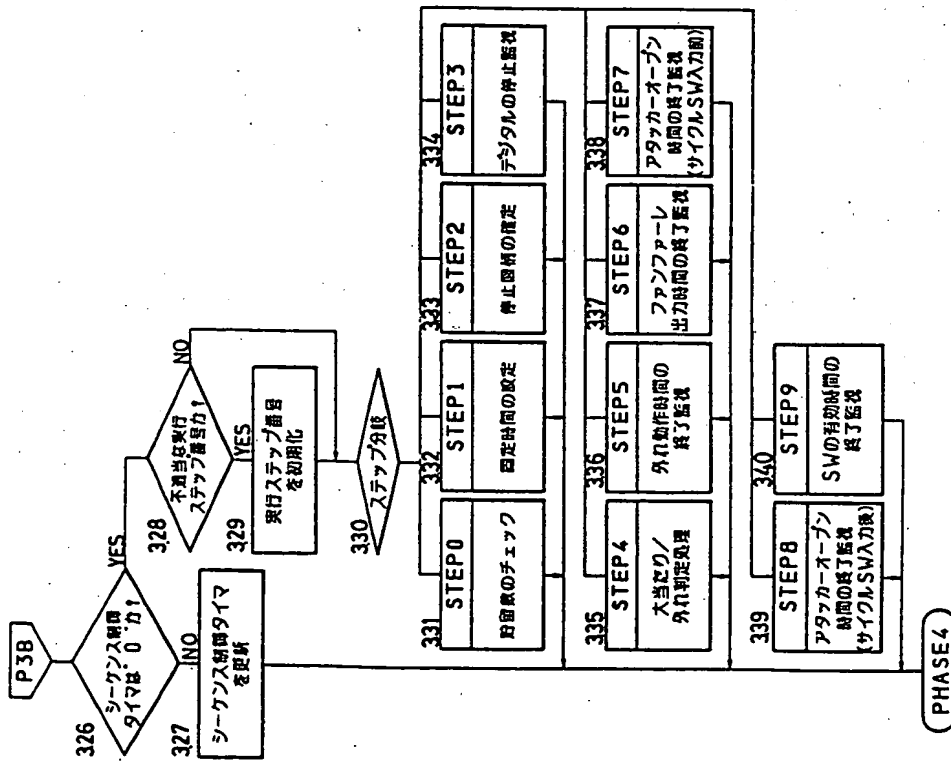 P3B
326
シーケンス制御
タイマは"0"か↑
YES
NO
327
シーケンス制御タイマ
を更新
328
不適当な実行
ステップ番号か↑
NO
YES
329
実行ステップ番号
を初期化
330
ステップ分岐
331
STEP0
貯留数のチェック
332
STEP1
固定時間の設定
333
STEP2
停止図柄の確定
334
STEP3
デジタルの停止監視
335
STEP4
大当たり/
外れ判定処理
336
STEP5
外れ動作時間の
終了監視
337
STEP6
ファンファーレ
出力時間の終了監視
338
STEP7
アタッカーオープン
時間の終了監視
(サイクルSW入力前)
339
STEP8
アタッカーオープン
時間の終了監視
(サイクルSW入力後)
340
STEP9
SWの有効時間の
終了監視
PHASE4